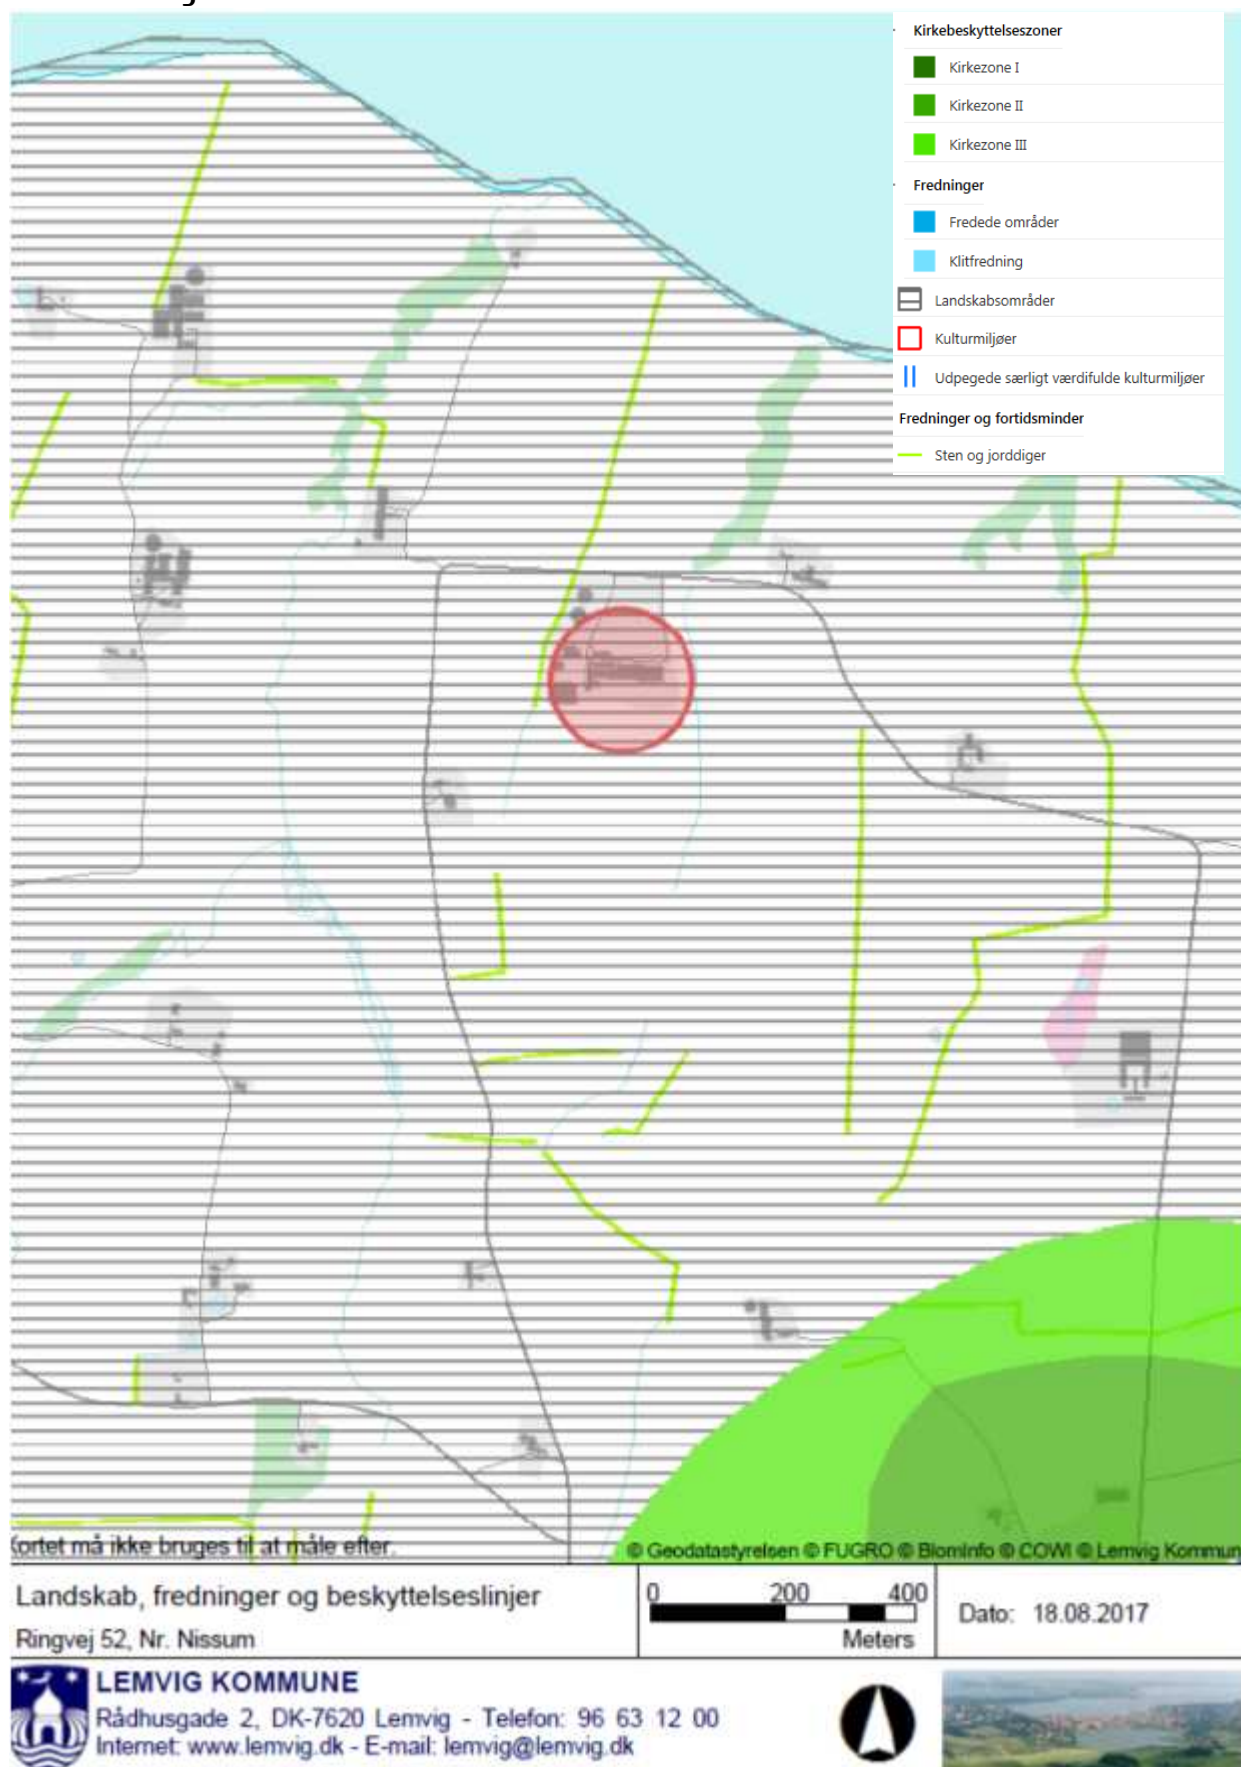 Kirkebeskyttelseszoner
Kirkezone I
Kirkezone II
Kirkezone III
Fredninger
Fredede områder
Klitfredning
Landskabsområder
Kulturmiljøer
Udpegede særligt værdifulde kulturmiljøer
Fredninger og fortidsminder
Sten og jorddiger
Kortet må ikke bruges til at måle efter.
© Geodatastyrelsen © FUGRO © BlomInfo © COWI © Lemvig Kommun
Landskab, fredninger og beskyttelseslinjer
Ringvej 52, Nr. Nissum
0 200 400
Meters
Dato: 18.08.2017
LEMVIG KOMMUNE
Rådhusgade 2, DK-7620 Lemvig - Telefon: 96 63 12 00
Internet: www.lemvig.dk - E-mail: lemvig@lemvig.dk